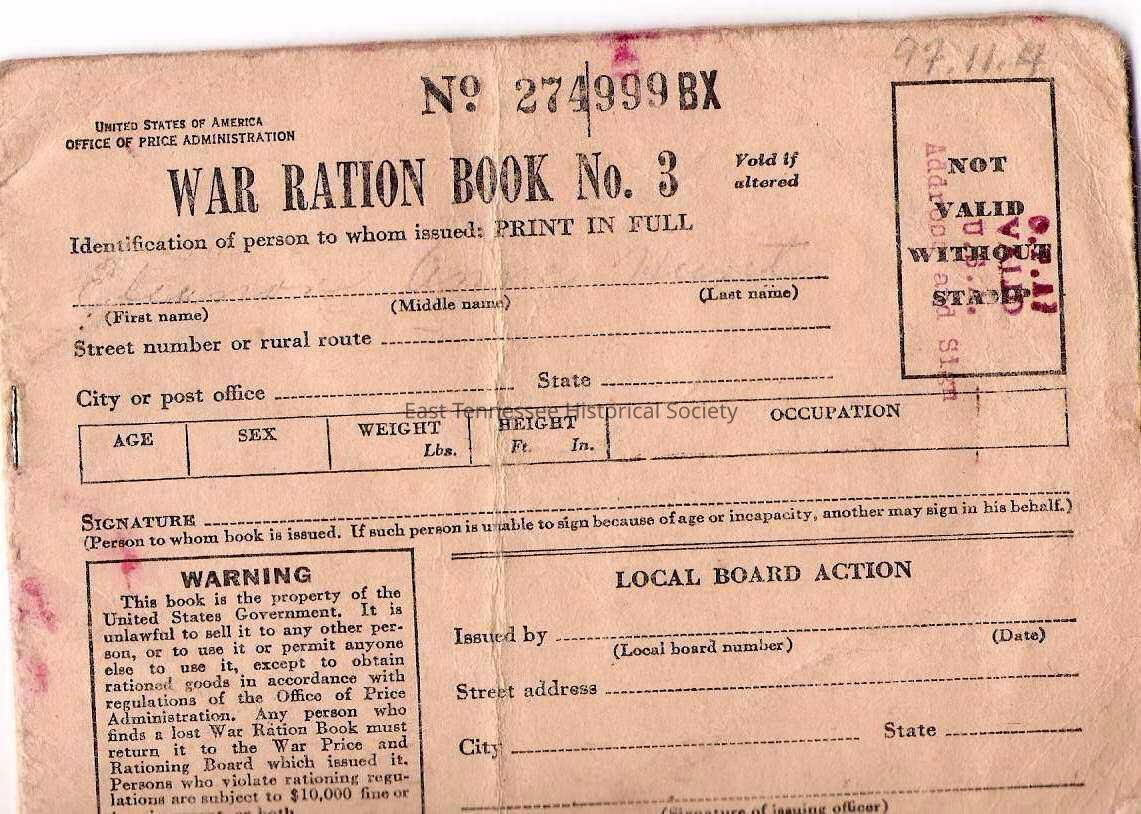 97.11.4
No. 274999 BX
UNITED STATES OF AMERICA
OFFICE OF PRICE ADMINISTRATION
WAR RATION BOOK No. 3
Void if
altered
Identification of person to whom issued: PRINT IN FULL
(First name) (Middle name) (Last name)
Street number or rural route
City or post office State
AGE SEX WEIGHT Lbs. HEIGHT Ft. In. OCCUPATION
NOT
VALID
WITHOUT
STAMP
VALID
U.S.A.
Address and Sign
East Tennessee Historical Society
SIGNATURE
(Person to whom book is issued. If such person is unable to sign because of age or incapacity, another may sign in his behalf.)
WARNING
This book is the property of the
United States Government. It is
unlawful to sell it to any other per-
son, or to use it or permit anyone
else to use it, except to obtain
rationed goods in accordance with
regulations of the Office of Price
Administration. Any person who
finds a lost War Ration Book must
return it to the War Price and
Rationing Board which issued it.
Persons who violate rationing regu-
lations are subject to $10,000 fine or
LOCAL BOARD ACTION
Issued by
(Local board number) (Date)
Street address
City State
(Signature of issuing officer)